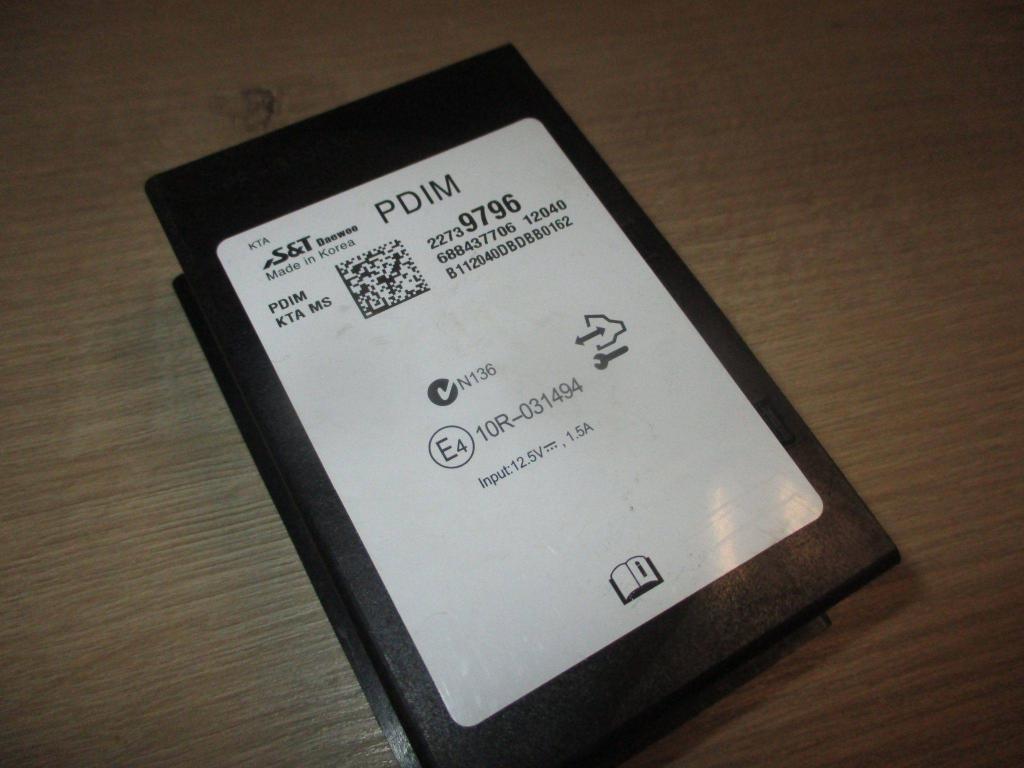 PDIM
KTA
S&T Daewoo
Made in Korea
PDIM
KTA MS
22739796
688437706 12040
B112040DBDBB0162
N136
E4 10R-031494
Input:12.5V⎓, 1.5A
i